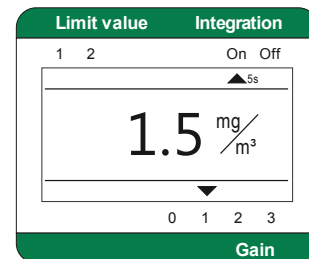 Limit value Integration
1 2 On Off
5s
1.5 mg/m³
0 1 2 3
Gain